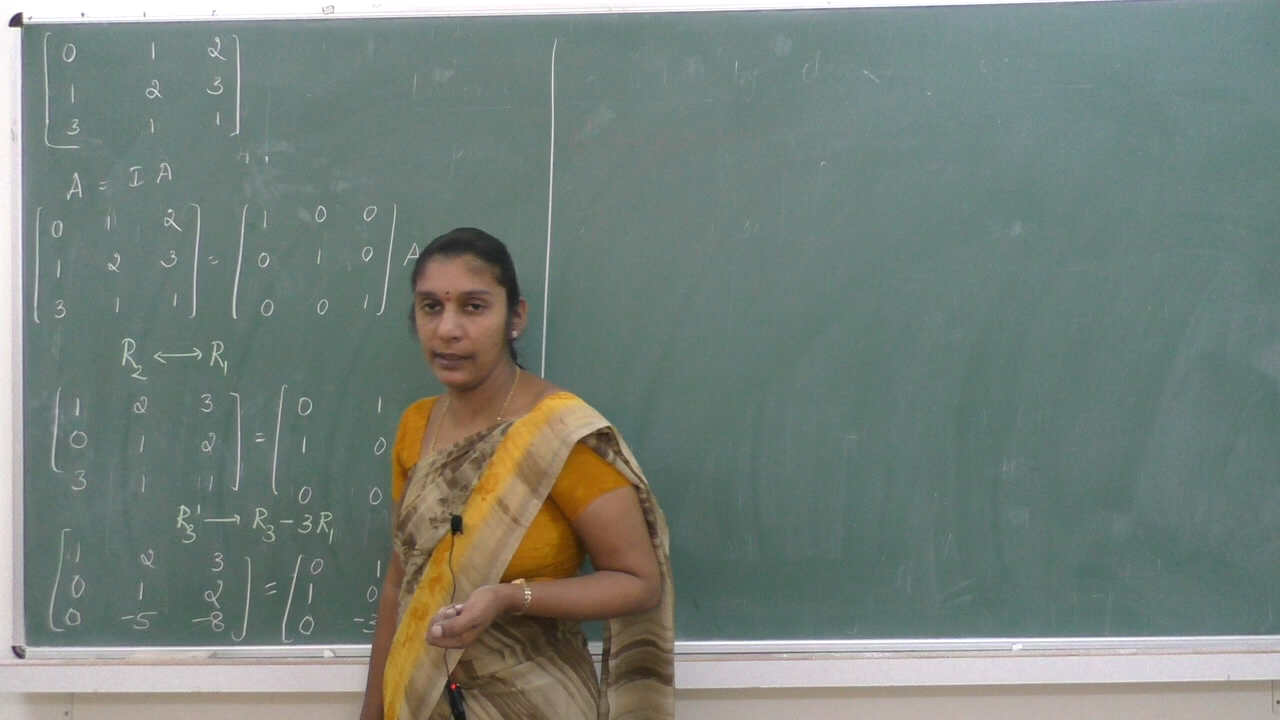 0 1 2
1 2 3
3 1 1
A = I A
0 1 2 = 1 0 0
1 2 3 0 1 0 A
3 1 1 0 0 1
R₂ ↔ R₁
1 2 3 = 0 1
0 1 2 1 0
3 1 1 0 0
R₃' → R₃ - 3R₁
1 2 3 = 0 1
0 1 2 1 0
0 -5 -8 0 -3
by